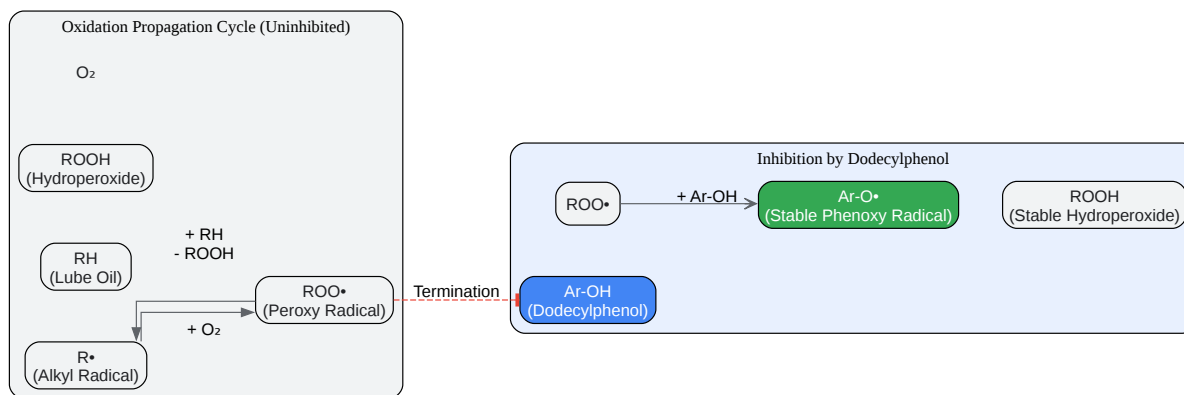 Oxidation Propagation Cycle (Uninhibited)
O₂
ROOH
(Hydroperoxide)
+ RH
- ROOH
RH
(Lube Oil)
ROO•
(Peroxy Radical)
+ O₂
R•
(Alkyl Radical)
Termination
Inhibition by Dodecylphenol
ROO•
+ Ar-OH
Ar-O•
(Stable Phenoxy Radical)
ROOH
(Stable Hydroperoxide)
Ar-OH
(Dodecylphenol)